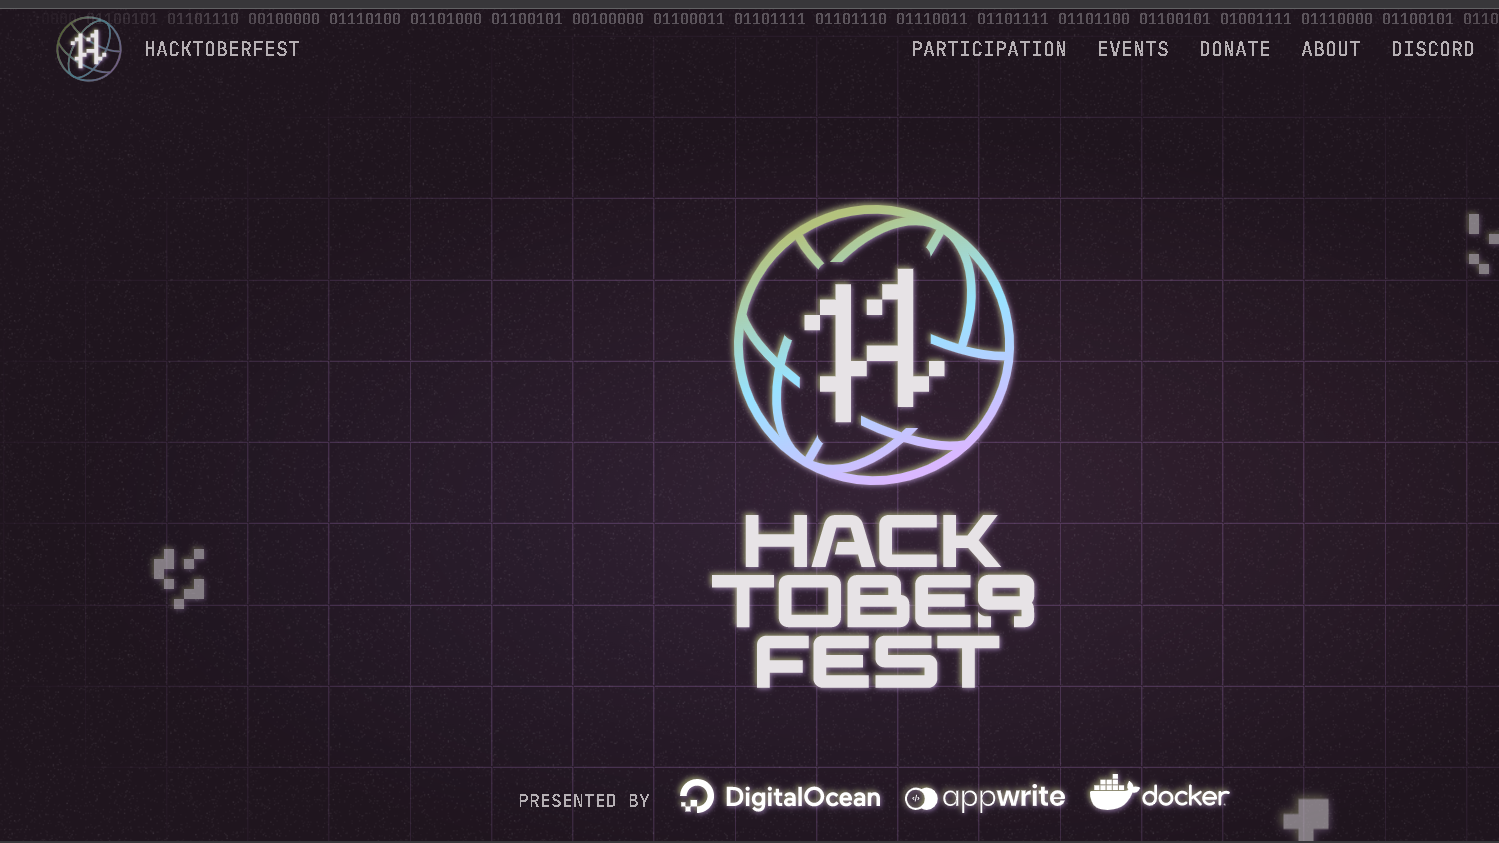 01101110 00100000 01110100 01101000 01100101 00100000 01100011 01101111 01101110 01110011 01101111 01101100 01100101 01001111 01110000 01100101
HACKTOBERFEST
PARTICIPATION EVENTS DONATE ABOUT DISCORD
HACK
TOBER
FEST
PRESENTED BY DigitalOcean appwrite docker